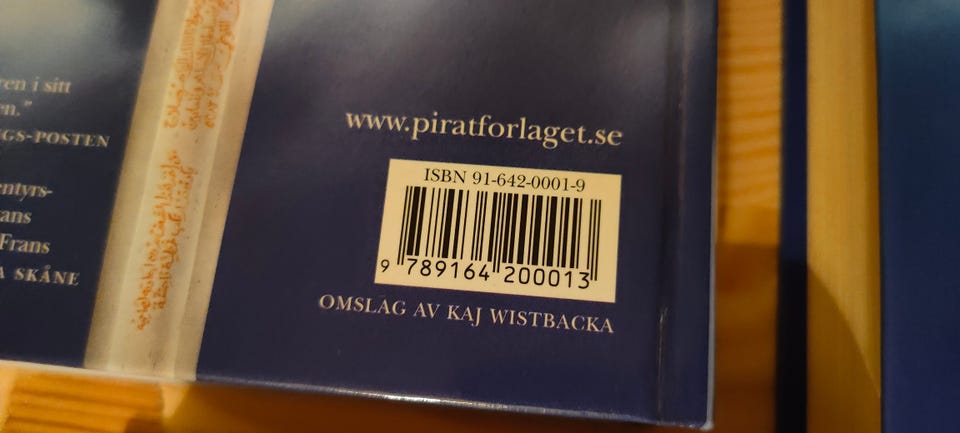 ren i sitt
en."
GS-POSTEN
entyrs-
ans
Frans
A SKÅNE
www.piratforlaget.se
ISBN 91-642-0001-9
9 789164 200013
OMSLAG AV KAJ WISTBACKA